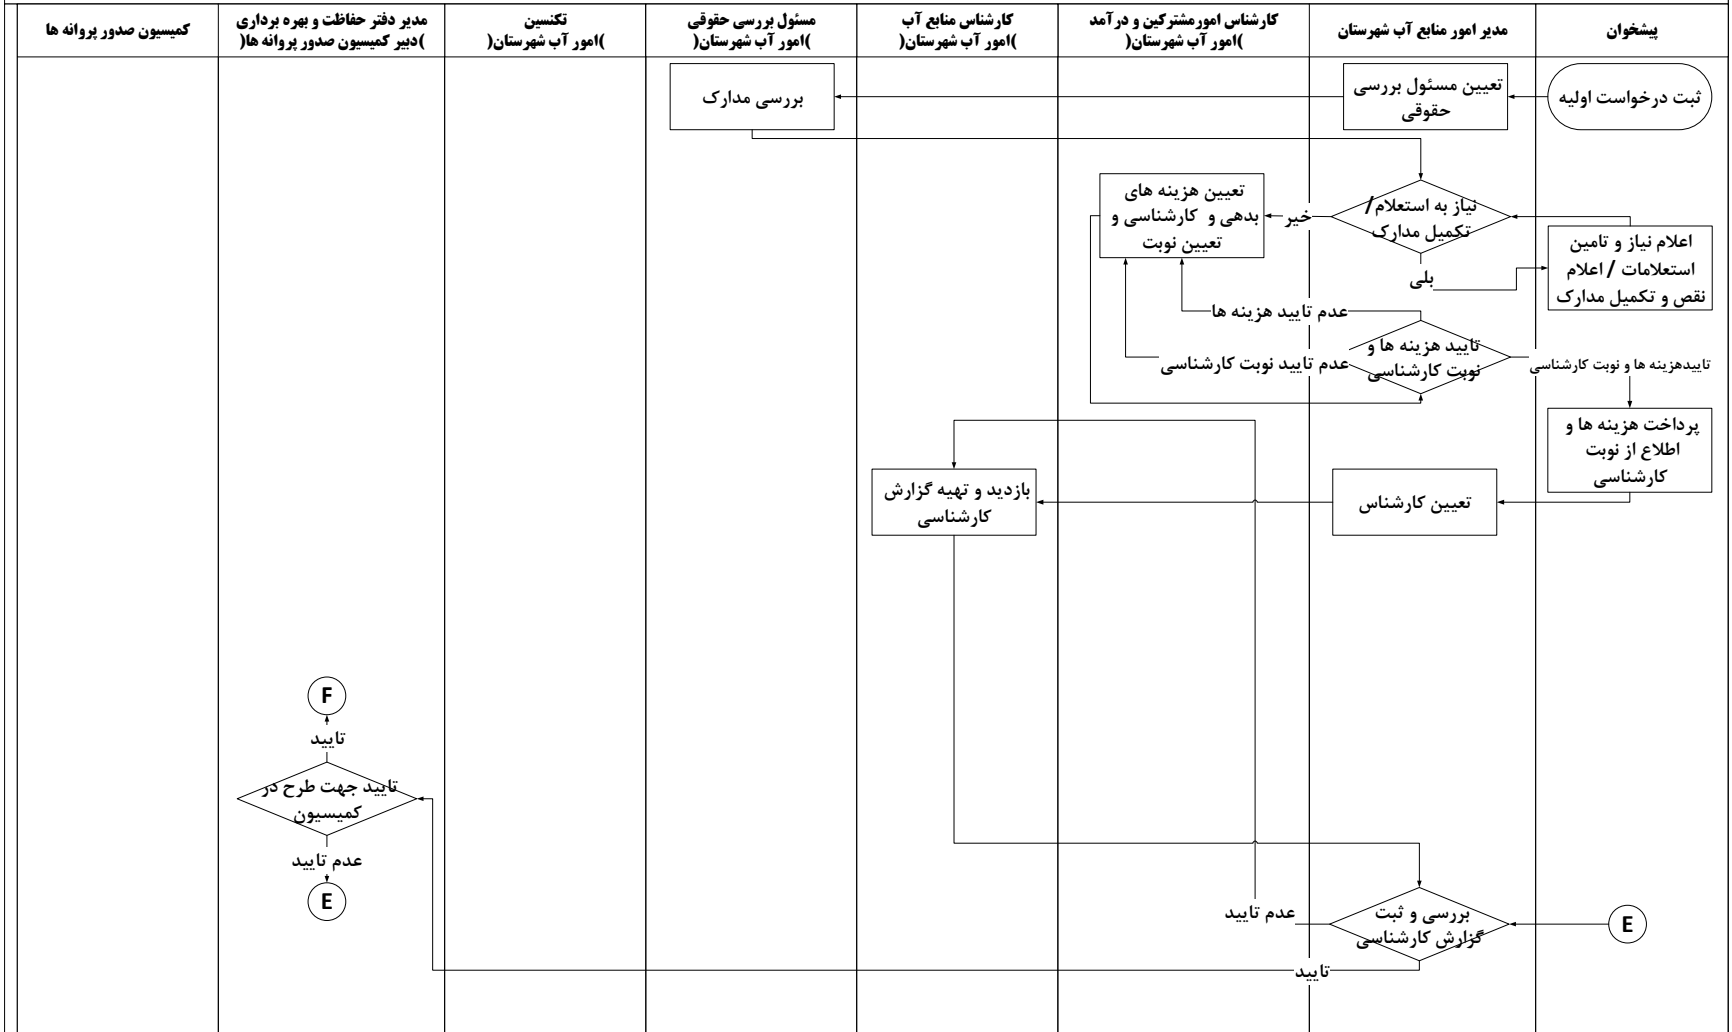 پیشخوان
مدیر امور منابع آب شهرستان
کارشناس امورمشترکین و درآمد
)امور آب شهرستان(
کارشناس منابع آب
)امور آب شهرستان(
مسئول بررسی حقوقی
)امور آب شهرستان(
تکنسین
)امور آب شهرستان(
مدیر دفتر حفاظت و بهره برداری
)دبیر کمیسیون صدور پروانه ها(
کمیسیون صدور پروانه ها
ثبت درخواست اولیه
تعیین مسئول بررسی
حقوقی
بررسی مدارک
نیاز به استعلام/
تکمیل مدارک
خیر
تعیین هزینه های
بدهی و کارشناسی و
تعیین نوبت
بلی
اعلام نیاز و تامین
استعلامات / اعلام
نقص و تکمیل مدارک
عدم تایید هزینه ها
تایید هزینه ها و
نوبت کارشناسی
عدم تایید نوبت کارشناسی
تاییدهزینه ها و نوبت کارشناسی
پرداخت هزینه ها و
اطلاع از نوبت
کارشناسی
تعیین کارشناس
بازدید و تهیه گزارش
کارشناسی
F
تایید
تایید جهت طرح در
کمیسیون
عدم تایید
E
E
بررسی و ثبت
گزارش کارشناسی
عدم تایید
تایید